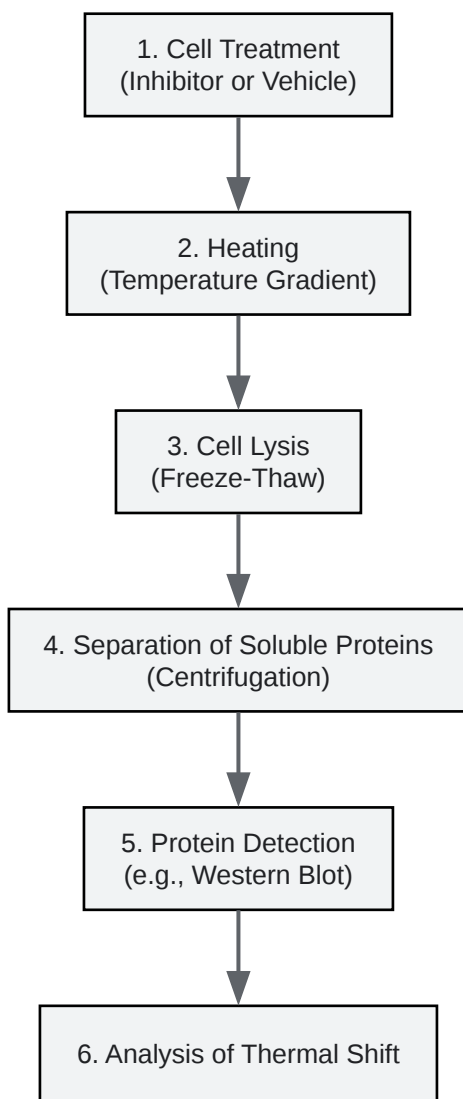 1. Cell Treatment
(Inhibitor or Vehicle)
2. Heating
(Temperature Gradient)
3. Cell Lysis
(Freeze-Thaw)
4. Separation of Soluble Proteins
(Centrifugation)
5. Protein Detection
(e.g., Western Blot)
6. Analysis of Thermal Shift